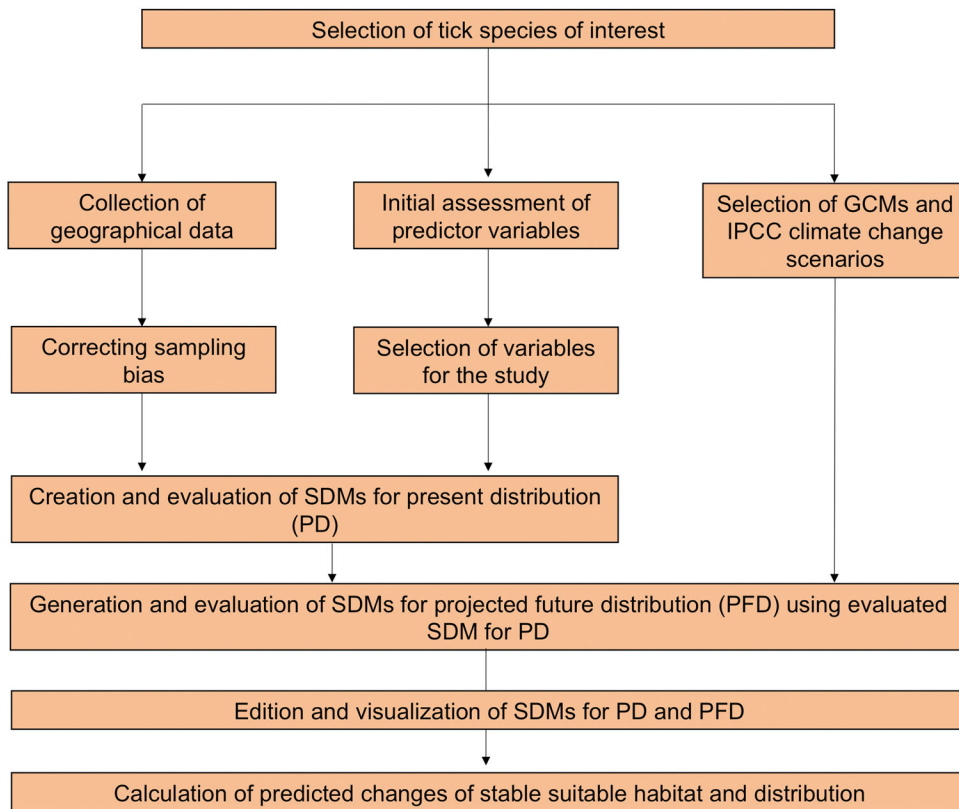 Selection of tick species of interest
Collection of
geographical data
Initial assessment of
predictor variables
Selection of GCMs and
IPCC climate change
scenarios
Correcting sampling
bias
Selection of variables
for the study
Creation and evaluation of SDMs for present distribution
(PD)
Generation and evaluation of SDMs for projected future distribution (PFD) using evaluated
SDM for PD
Edition and visualization of SDMs for PD and PFD
Calculation of predicted changes of stable suitable habitat and distribution